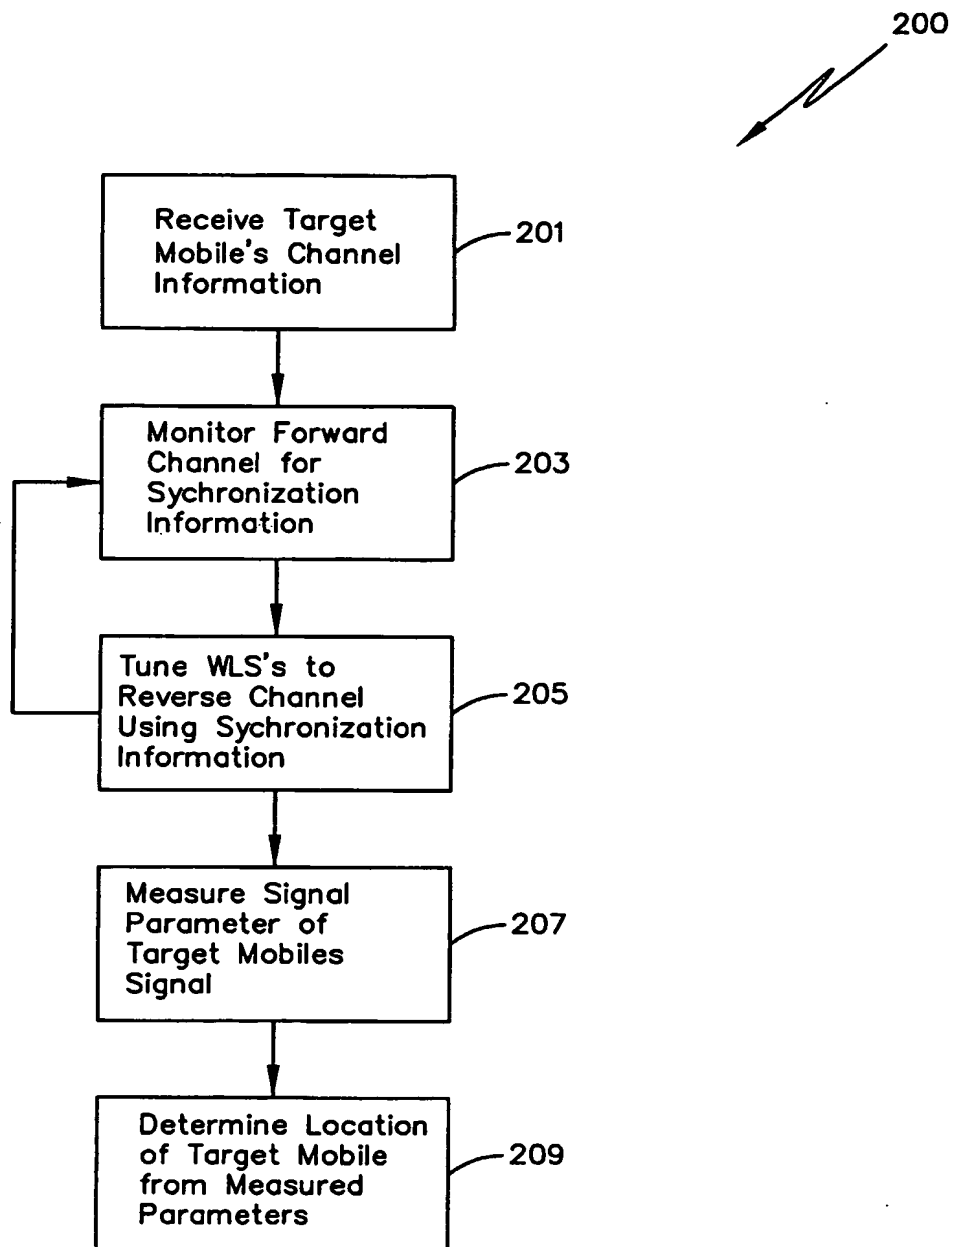 200
Receive Target
Mobile's Channel
Information
201
Monitor Forward
Channel for
Sychronization
Information
203
Tune WLS's to
Reverse Channel
Using Sychronization
Information
205
Measure Signal
Parameter of
Target Mobiles
Signal
207
Determine Location
of Target Mobile
from Measured
Parameters
209